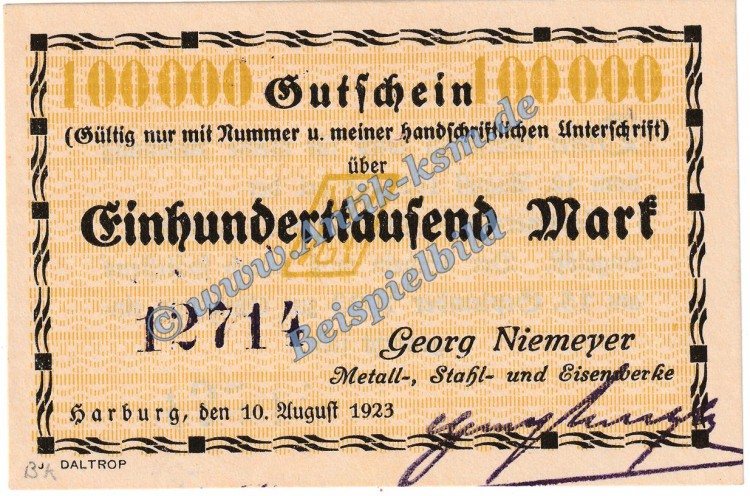 100000 Gutschein 100000
(Gültig nur mit Nummer u. meiner handschriftlichen Unterschrift)
über
Einhunderttausend Mark
12714
© www.Antik-ksm.de
Beispielbild
Georg Niemeyer
Metall-, Stahl- und Eisenwerke
Harburg, den 10. August 1923
DALTROP